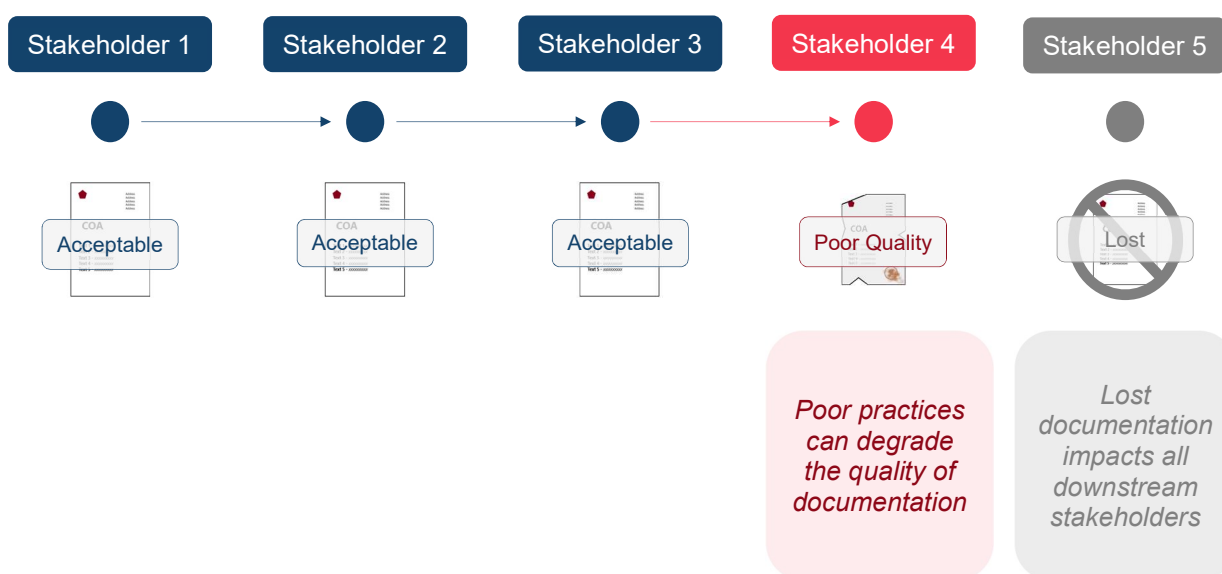 Stakeholder 1
Stakeholder 2
Stakeholder 3
Stakeholder 4
Stakeholder 5
COA
Acceptable
COA
Acceptable
COA
Acceptable
Poor Quality
Lost
Poor practices
can degrade
the quality of
documentation
Lost
documentation
impacts all
downstream
stakeholders